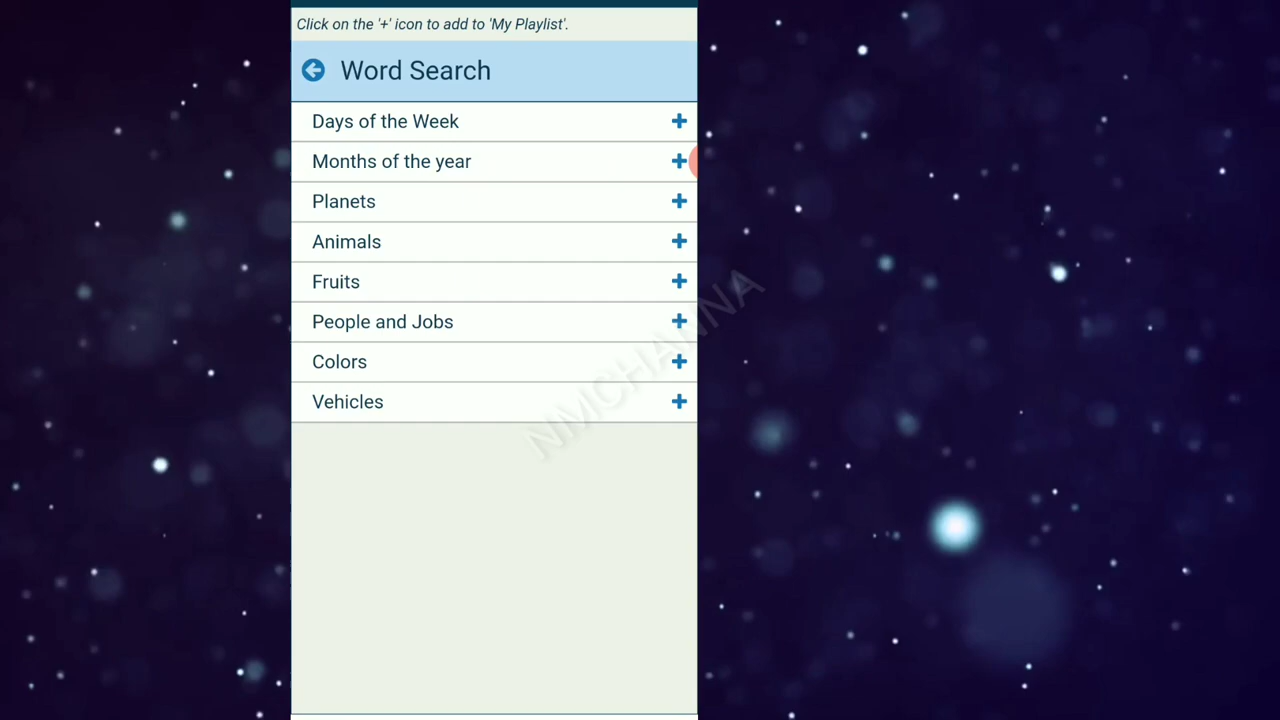 Click on the '+' icon to add to 'My Playlist'.
Word Search
Days of the Week
Months of the year
Planets
Animals
Fruits
People and Jobs
Colors
Vehicles
NMCHANNA